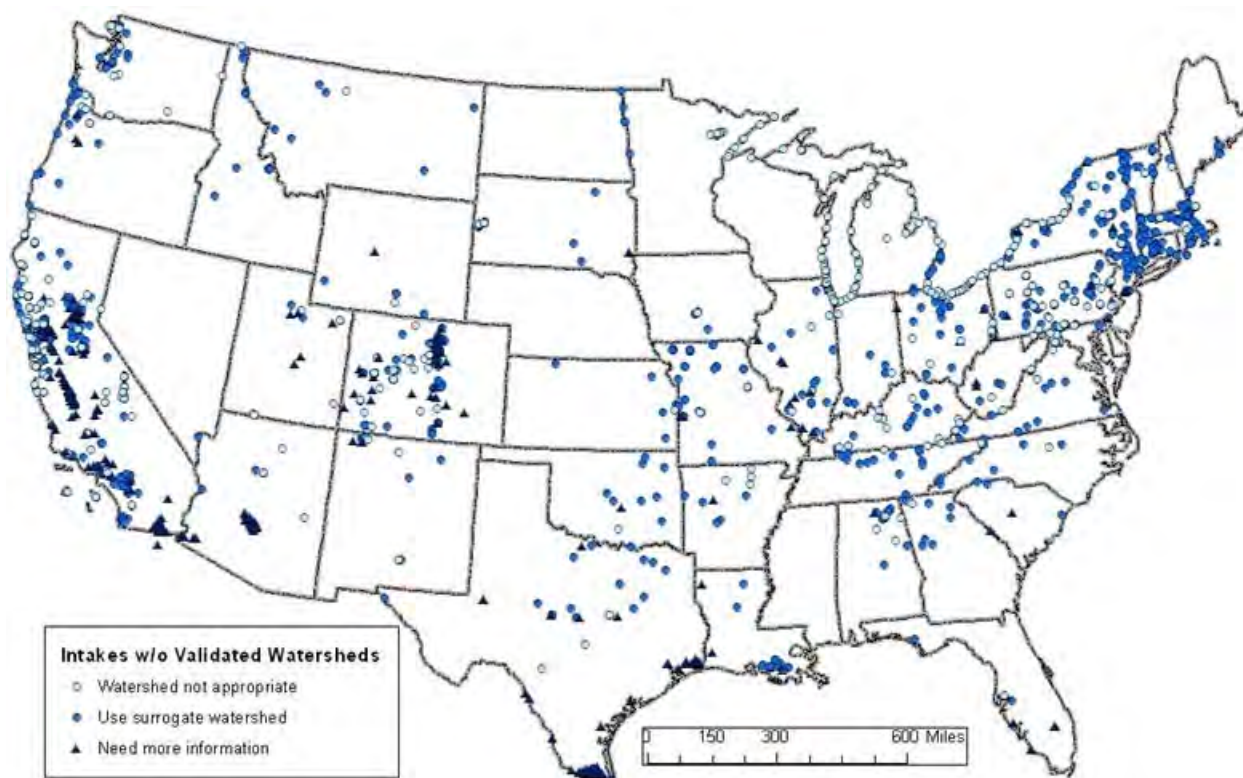 Intakes w/o Validated Watersheds
Watershed not appropriate
Use surrogate watershed
Need more information
0 150 300 600 Miles